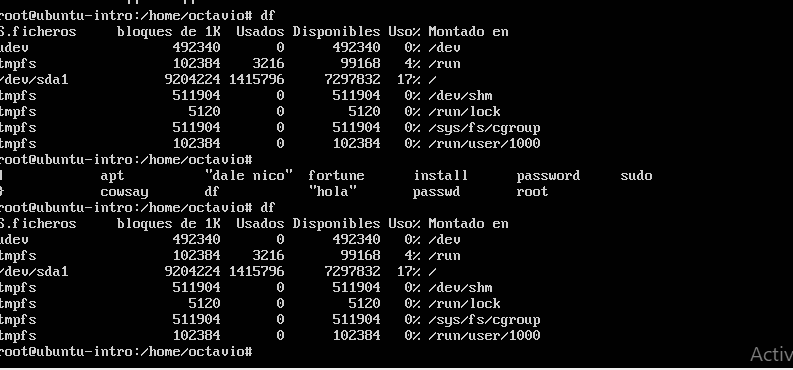 root@ubuntu-intro:/home/octavio# df
S.ficheros     bloques de 1K  Usados Disponibles Uso% Montado en
udev                  492340       0      492340   0% /dev
tmpfs                 102384    3216       99168   4% /run
/dev/sda1            9204224 1415796     7297832  17% /
tmpfs                 511904       0      511904   0% /dev/shm
tmpfs                   5120       0        5120   0% /run/lock
tmpfs                 511904       0      511904   0% /sys/fs/cgroup
tmpfs                 102384       0      102384   0% /run/user/1000
root@ubuntu-intro:/home/octavio#
apt          "dale nico"  fortune      install      password     sudo
cowsay       df           "hola"       passwd       root
root@ubuntu-intro:/home/octavio# df
S.ficheros     bloques de 1K  Usados Disponibles Uso% Montado en
udev                  492340       0      492340   0% /dev
tmpfs                 102384    3216       99168   4% /run
/dev/sda1            9204224 1415796     7297832  17% /
tmpfs                 511904       0      511904   0% /dev/shm
tmpfs                   5120       0        5120   0% /run/lock
tmpfs                 511904       0      511904   0% /sys/fs/cgroup
tmpfs                 102384       0      102384   0% /run/user/1000
root@ubuntu-intro:/home/octavio#
Activ